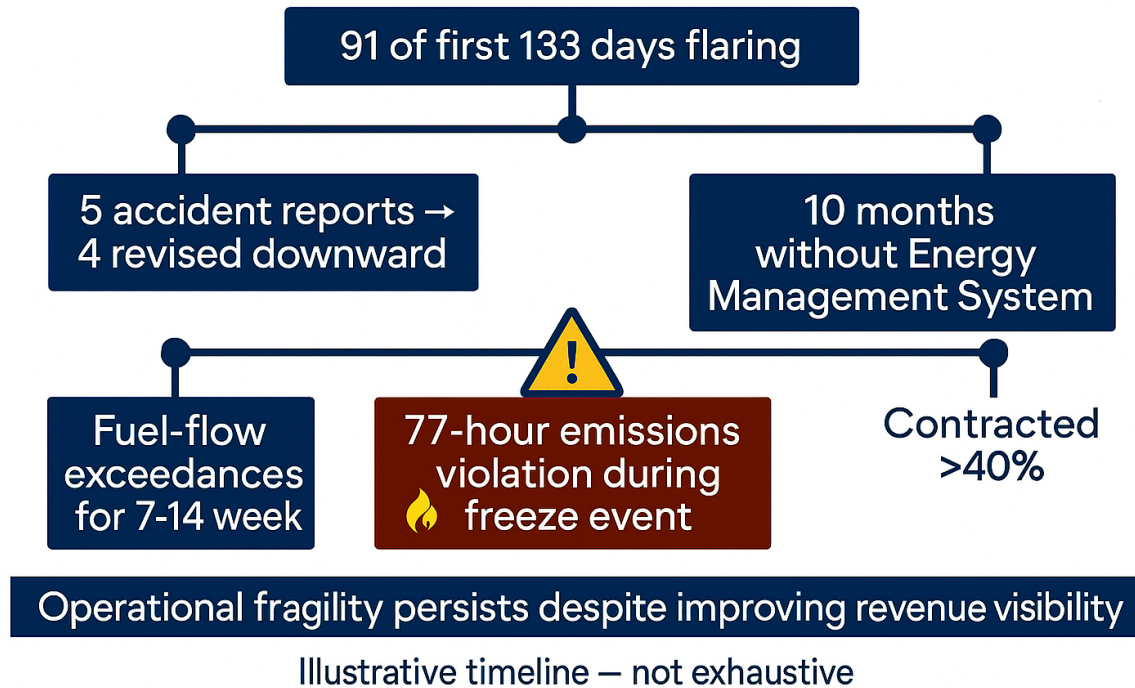 91 of first 133 days flaring
5 accident reports →
4 revised downward
10 months
without Energy
Management System
!
Fuel-flow
exceedances
for 7-14 week
77-hour emissions
violation during
freeze event
Contracted
>40%
Operational fragility persists despite improving revenue visibility
Illustrative timeline – not exhaustive